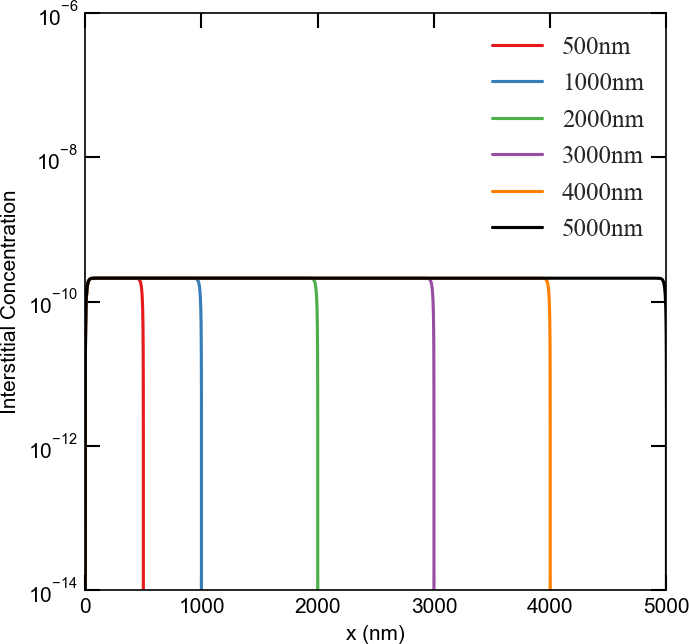 10⁻⁶
10⁻⁸
10⁻¹⁰
10⁻¹²
10⁻¹⁴
Interstitial Concentration
500nm
1000nm
2000nm
3000nm
4000nm
5000nm
0 1000 2000 3000 4000 5000
x (nm)